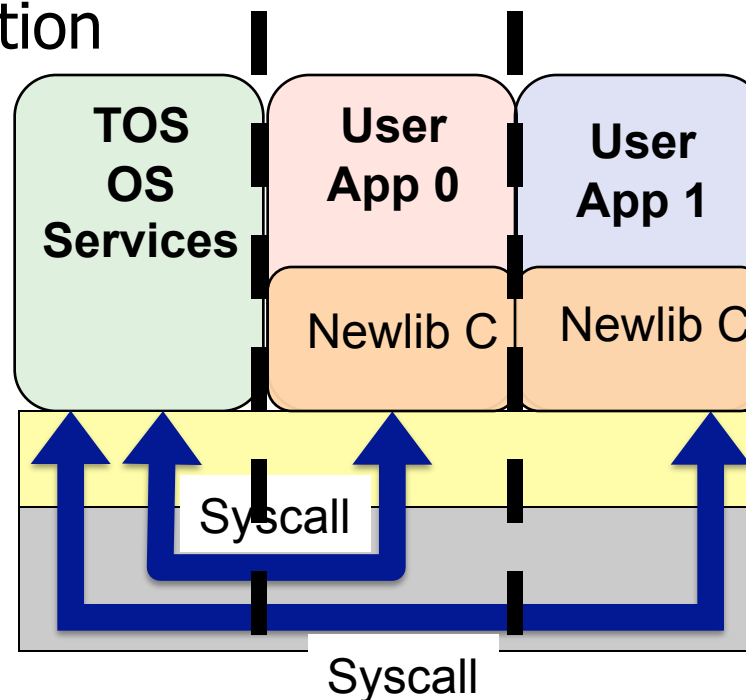 tion
TOS
OS
Services
User
App 0
User
App 1
Newlib C
Newlib C
Syscall
Syscall